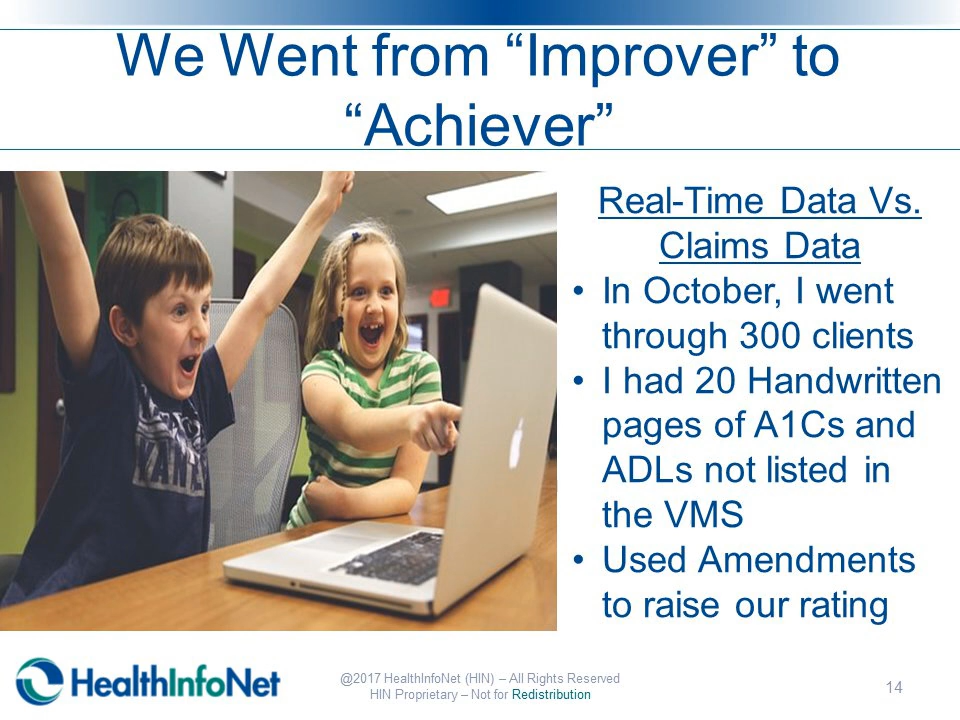 We Went from “Improver” to
“Achiever”
Real-Time Data Vs.
Claims Data
• In October, I went
through 300 clients
• I had 20 Handwritten
pages of A1Cs and
ADLs not listed in
the VMS
• Used Amendments
to raise our rating
HealthInfoNet
@2017 HealthInfoNet (HIN) – All Rights Reserved
HIN Proprietary – Not for Redistribution
14